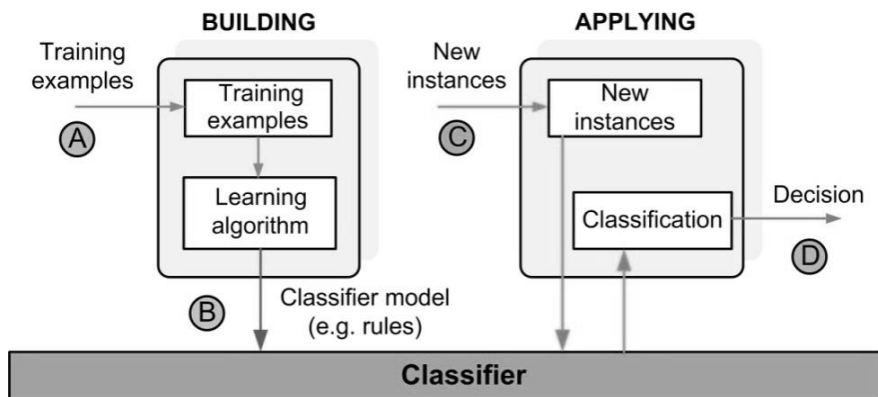 BUILDING
APPLYING
Training
examples
New
instances
A
Training
examples
C
New
instances
Learning
algorithm
Classification
Decision
D
B
Classifier model
(e.g. rules)
Classifier